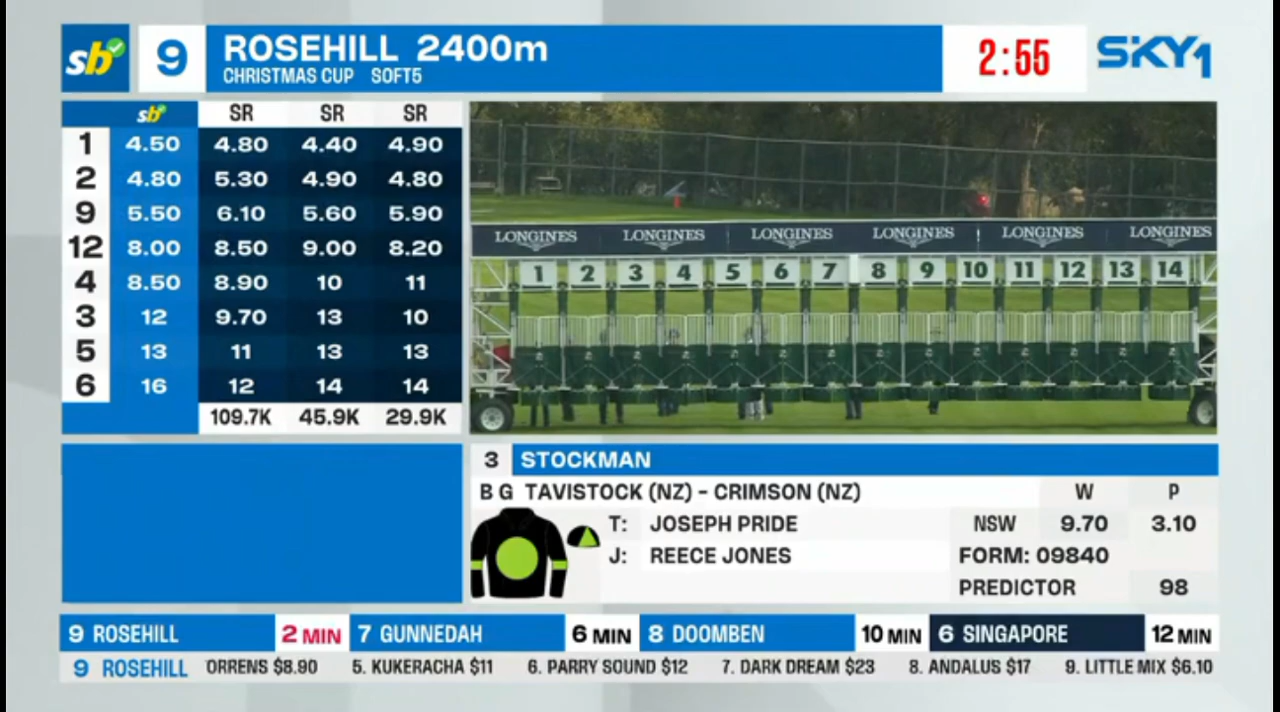 sb 9 ROSEHILL 2400m 2:55 SKY1
CHRISTMAS CUP SOFT5
sb SR SR SR
1 4.50 4.80 4.40 4.90
2 4.80 5.30 4.90 4.80
9 5.50 6.10 5.60 5.90
12 8.00 8.50 9.00 8.20
4 8.50 8.90 10 11
3 12 9.70 13 10
5 13 11 13 13
6 16 12 14 14
109.7K 45.9K 29.9K
LONGINES LONGINES LONGINES LONGINES LONGINES LONGINES
1 2 3 4 5 6 7 8 9 10 11 12 13 14
3 STOCKMAN
B G TAVISTOCK (NZ) - CRIMSON (NZ) W P
T: JOSEPH PRIDE NSW 9.70 3.10
J: REECE JONES FORM: 09840
PREDICTOR 98
9 ROSEHILL 2 MIN 7 GUNNEDAH 6 MIN 8 DOOMBEN 10 MIN 6 SINGAPORE 12 MIN
9 ROSEHILL ORRENS $8.90 5. KUKERACHA $11 6. PARRY SOUND $12 7. DARK DREAM $23 8. ANDALUS $17 9. LITTLE MIX $6.10